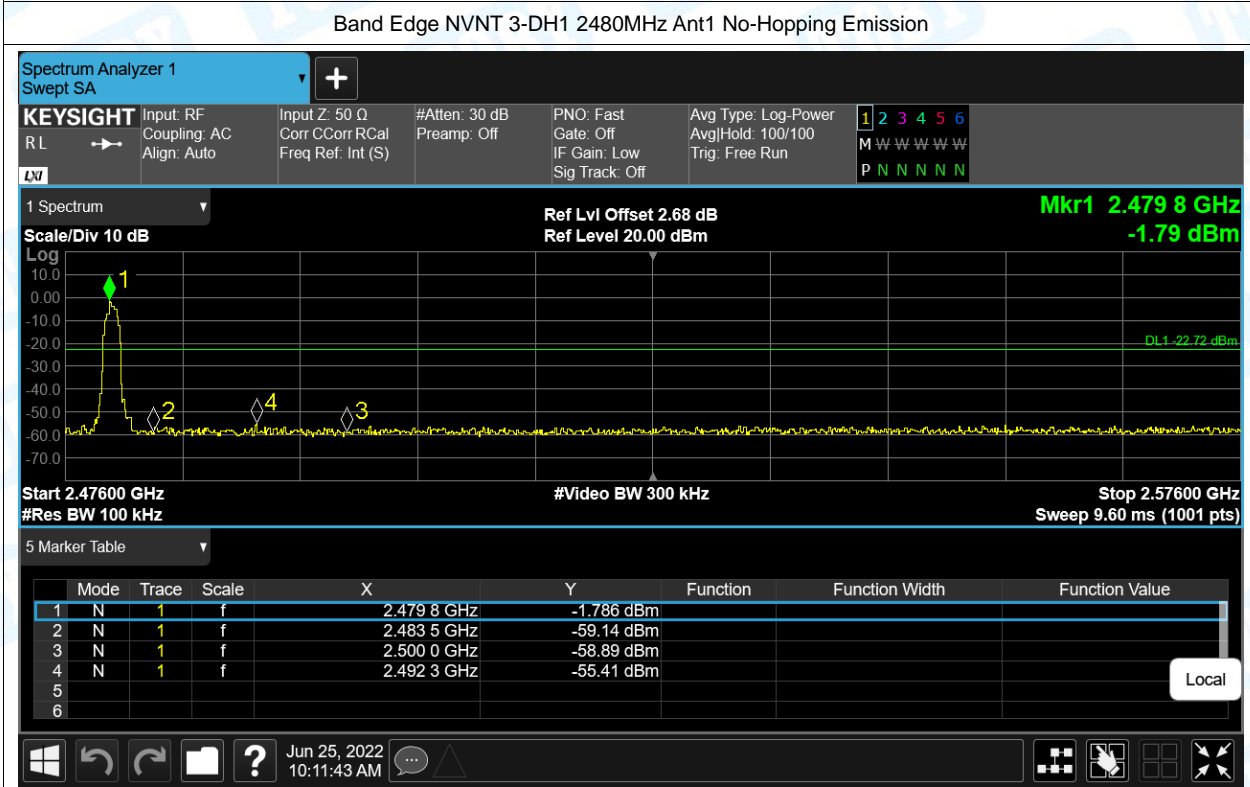 Band Edge NVNT 3-DH1 2480MHz Ant1 No-Hopping Emission
Spectrum Analyzer 1
Swept SA
KEYSIGHT
RL
LXI
Input: RF
Coupling: AC
Align: Auto
Input Z: 50 Ω
Corr CCorr RCal
Freq Ref: Int (S)
#Atten: 30 dB
Preamp: Off
PNO: Fast
Gate: Off
IF Gain: Low
Sig Track: Off
Avg Type: Log-Power
Avg|Hold: 100/100
Trig: Free Run
1 2 3 4 5 6
M W W W W W
P N N N N N
1 Spectrum
Scale/Div 10 dB
Ref Lvl Offset 2.68 dB
Ref Level 20.00 dBm
Mkr1 2.479 8 GHz
-1.79 dBm
Log
10.0
0.00
-10.0
-20.0
-30.0
-40.0
-50.0
-60.0
-70.0
1
2
4
3
DL1 -22.72 dBm
Start 2.47600 GHz
#Res BW 100 kHz
#Video BW 300 kHz
Stop 2.57600 GHz
Sweep 9.60 ms (1001 pts)
5 Marker Table
Mode Trace Scale X Y Function Function Width Function Value
1 N 1 f 2.479 8 GHz -1.786 dBm
2 N 1 f 2.483 5 GHz -59.14 dBm
3 N 1 f 2.500 0 GHz -58.89 dBm
4 N 1 f 2.492 3 GHz -55.41 dBm
5
6
Local
?
Jun 25, 2022
10:11:43 AM